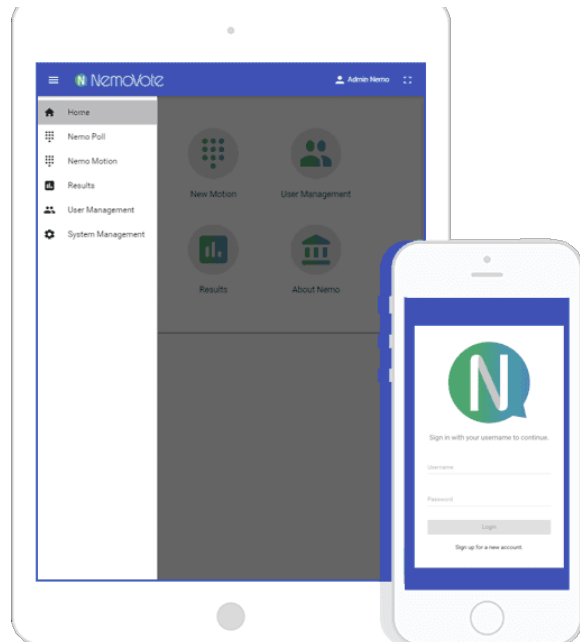 NemoVote
Admin Nemo
Home
Nemo Poll
Nemo Motion
Results
User Management
System Management
New Motion
User Management
Results
About Nemo
N
Sign in with your username to continue.
Username
Password
Login
Sign up for a new account.